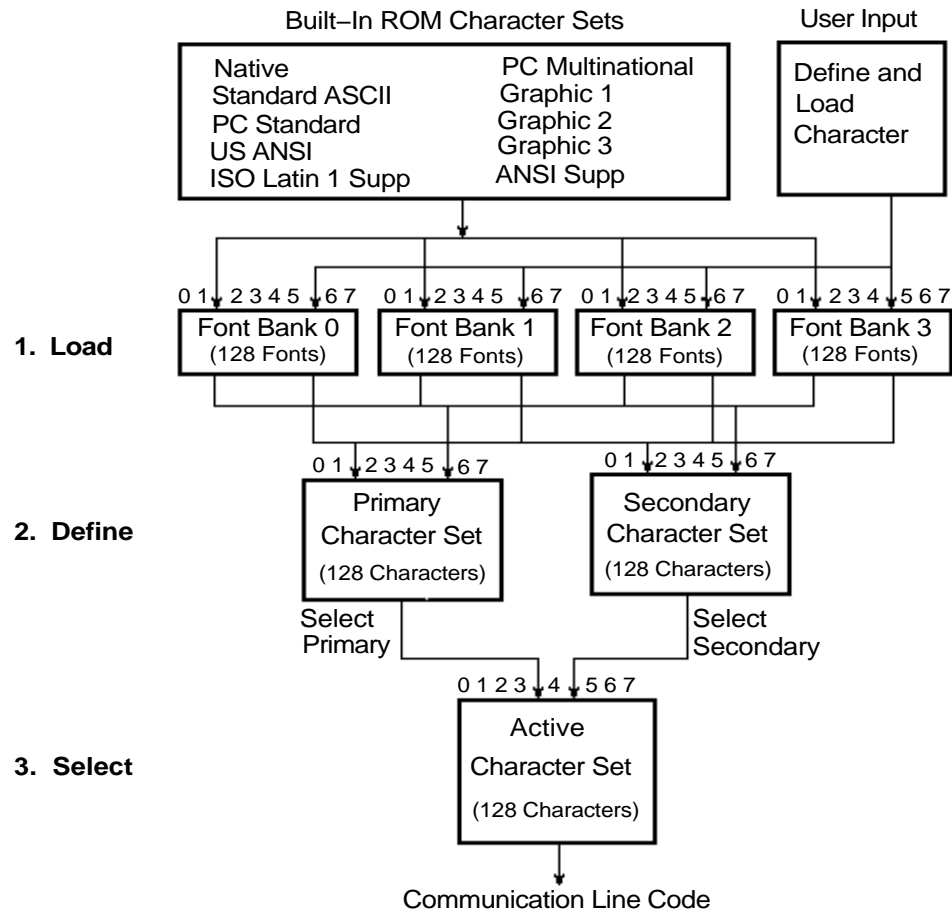 Built–In ROM Character Sets
User Input
Native
Standard ASCII
PC Standard
US ANSI
ISO Latin 1 Supp
PC Multinational
Graphic 1
Graphic 2
Graphic 3
ANSI Supp
Define and
Load
Character
0 1 2 3 4 5 6 7
0 1 2 3 4 5 6 7
0 1 2 3 4 5 6 7
0 1 2 3 4 5 6 7
1. Load
Font Bank 0
(128 Fonts)
Font Bank 1
(128 Fonts)
Font Bank 2
(128 Fonts)
Font Bank 3
(128 Fonts)
0 1 2 3 4 5 6 7
0 1 2 3 4 5 6 7
2. Define
Primary
Character Set
(128 Characters)
Secondary
Character Set
(128 Characters)
Select
Primary
Select
Secondary
0 1 2 3 4 5 6 7
3. Select
Active
Character Set
(128 Characters)
Communication Line Code